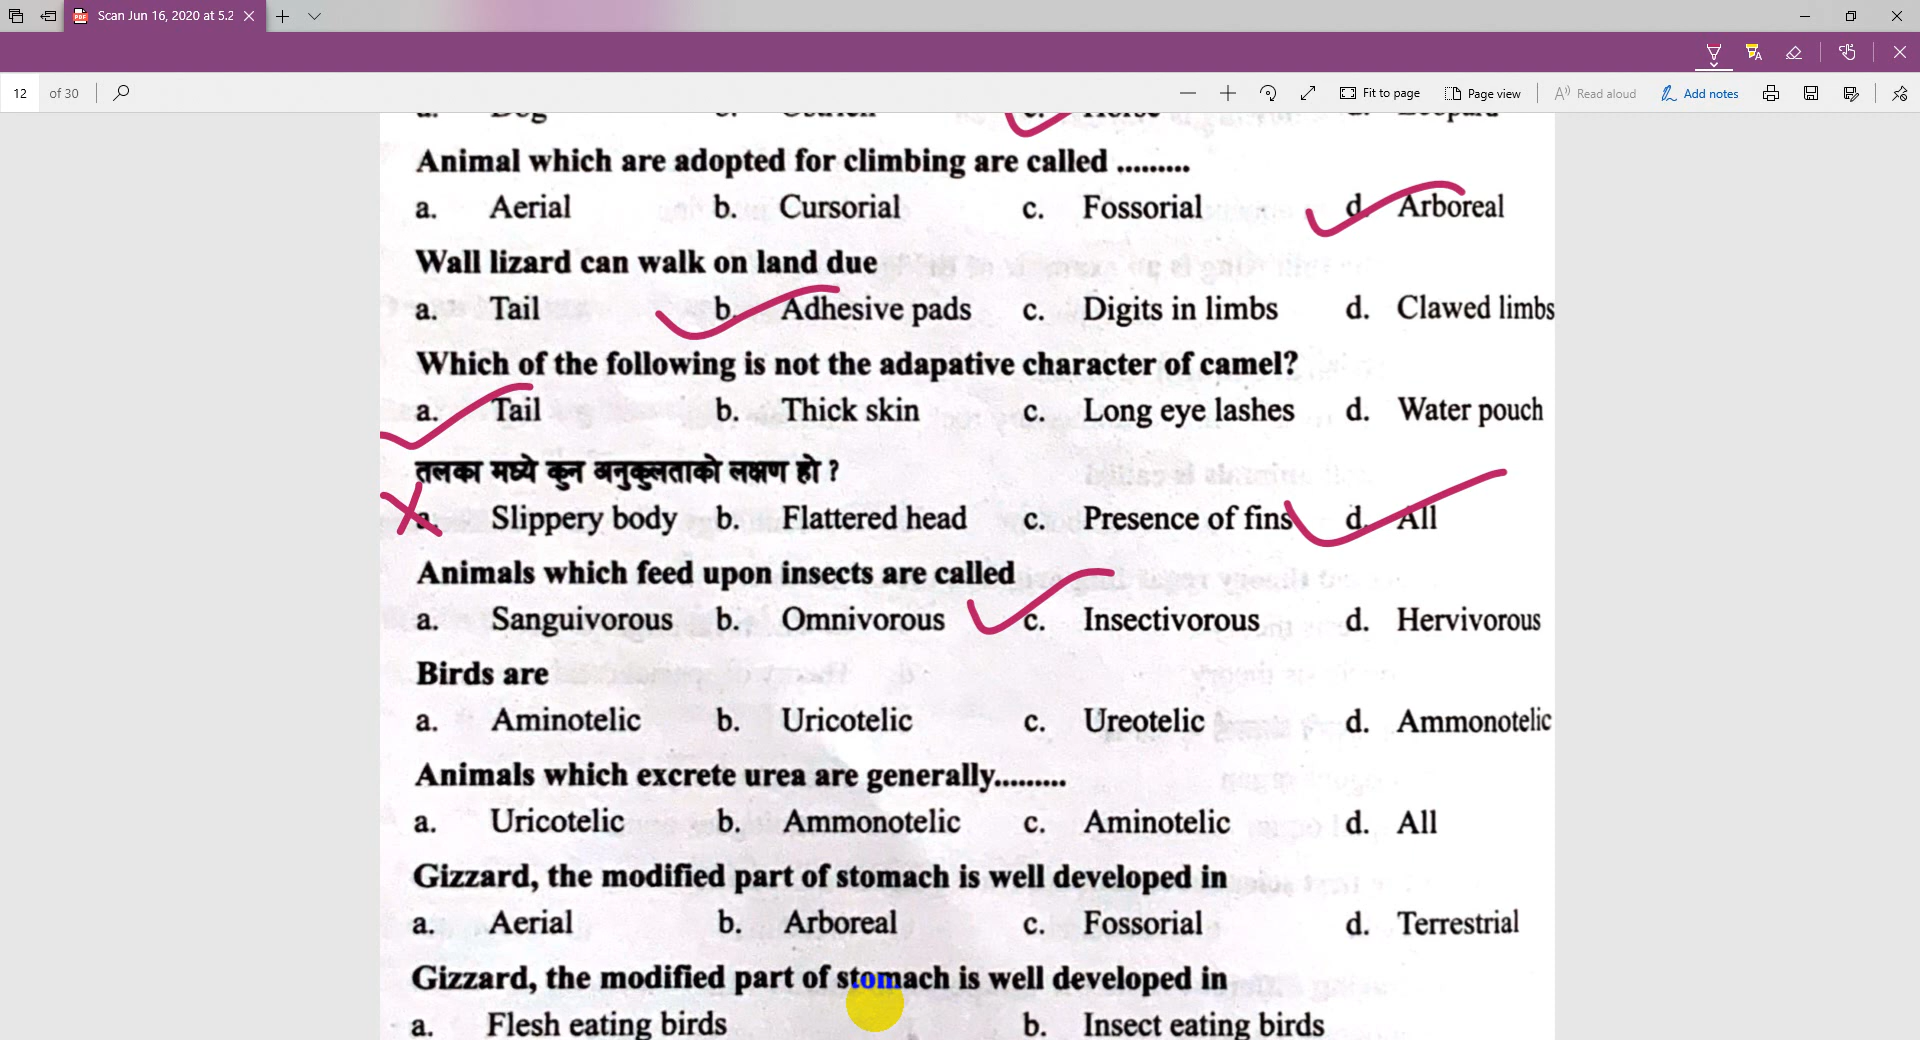 Scan Jun 16, 2020 at 5.2
12 of 30 Fit to page Page view Read aloud Add notes
a. Dog b. c. Horse d. Leopard
Animal which are adopted for climbing are called .........
a. Aerial b. Cursorial c. Fossorial d. Arboreal
Wall lizard can walk on land due
a. Tail b. Adhesive pads c. Digits in limbs d. Clawed limbs
Which of the following is not the adapative character of camel?
a. Tail b. Thick skin c. Long eye lashes d. Water pouch
तलका मध्ये कुन अनुकुलताको लक्षण हो ?
a. Slippery body b. Flattered head c. Presence of fins d. All
Animals which feed upon insects are called
a. Sanguivorous b. Omnivorous c. Insectivorous d. Hervivorous
Birds are
a. Aminotelic b. Uricotelic c. Ureotelic d. Ammonotelic
Animals which excrete urea are generally.........
a. Uricotelic b. Ammonotelic c. Aminotelic d. All
Gizzard, the modified part of stomach is well developed in
a. Aerial b. Arboreal c. Fossorial d. Terrestrial
Gizzard, the modified part of stomach is well developed in
a. Flesh eating birds b. Insect eating birds